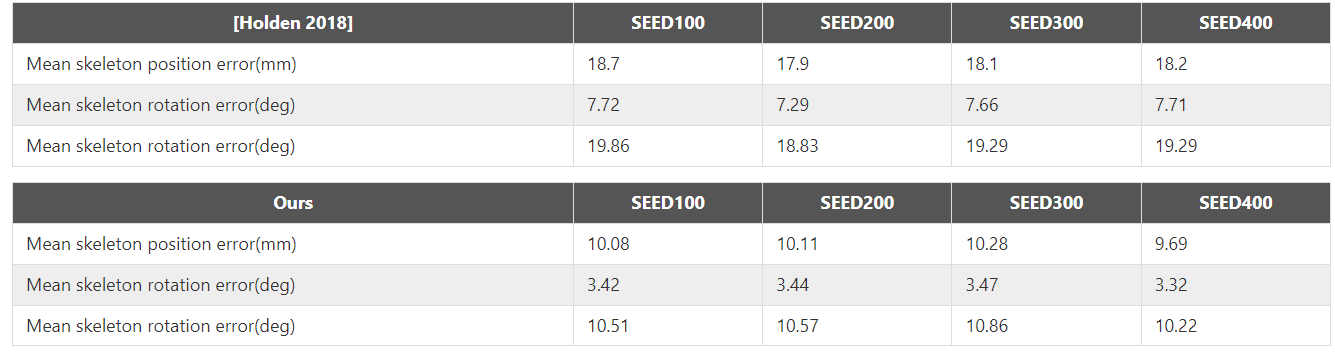 [Holden 2018] SEED100 SEED200 SEED300 SEED400
Mean skeleton position error(mm) 18.7 17.9 18.1 18.2
Mean skeleton rotation error(deg) 7.72 7.29 7.66 7.71
Mean skeleton rotation error(deg) 19.86 18.83 19.29 19.29
Ours SEED100 SEED200 SEED300 SEED400
Mean skeleton position error(mm) 10.08 10.11 10.28 9.69
Mean skeleton rotation error(deg) 3.42 3.44 3.47 3.32
Mean skeleton rotation error(deg) 10.51 10.57 10.86 10.22